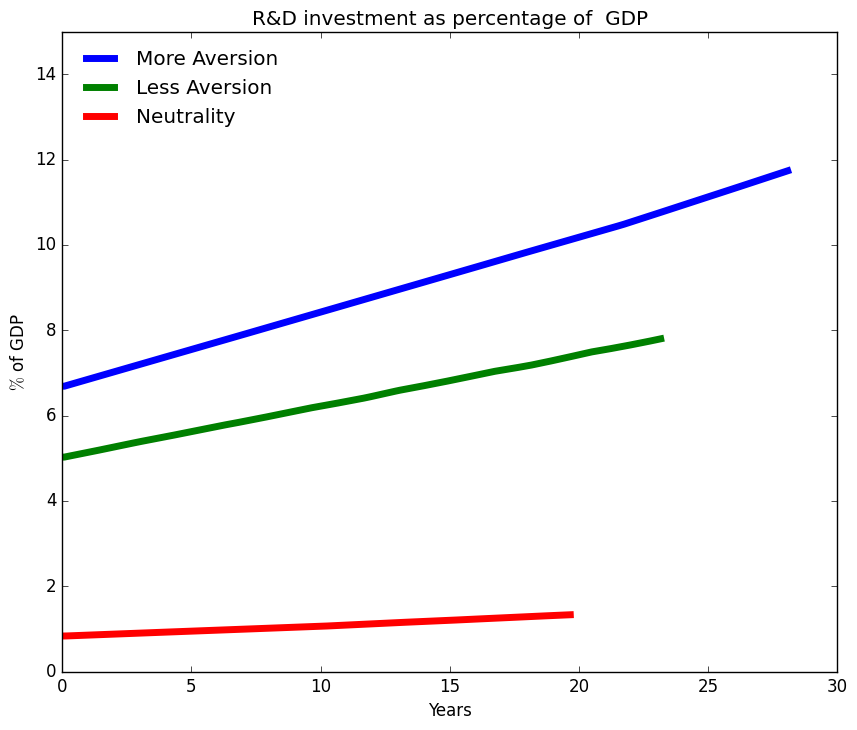 R&D investment as percentage of  GDP
More Aversion
Less Aversion
Neutrality
14
12
10
8
6
4
2
0
% of GDP
0 5 10 15 20 25 30
Years